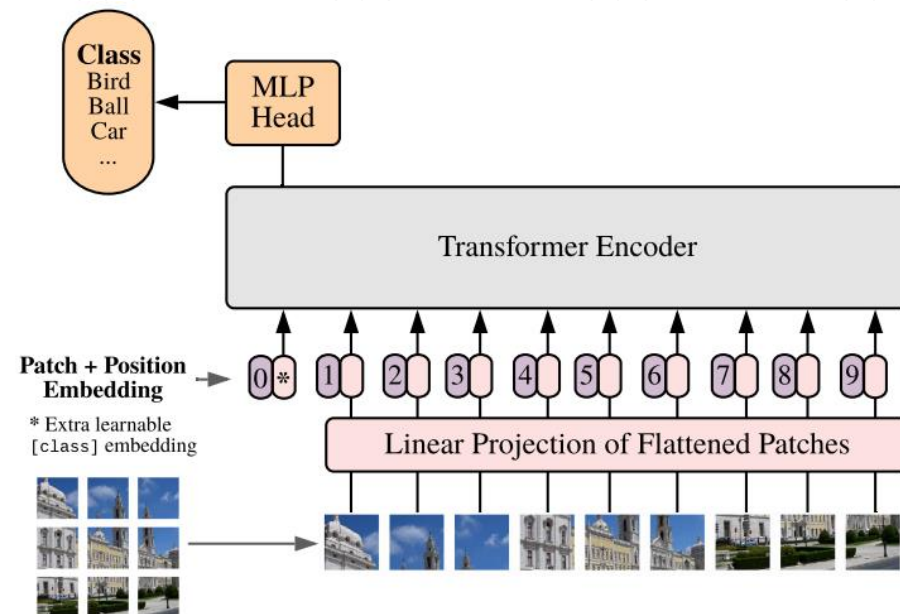 Class
Bird
Ball
Car
...
MLP
Head
Transformer Encoder
Patch + Position
Embedding
0 * 1 2 3 4 5 6 7 8 9
* Extra learnable
[class] embedding
Linear Projection of Flattened Patches